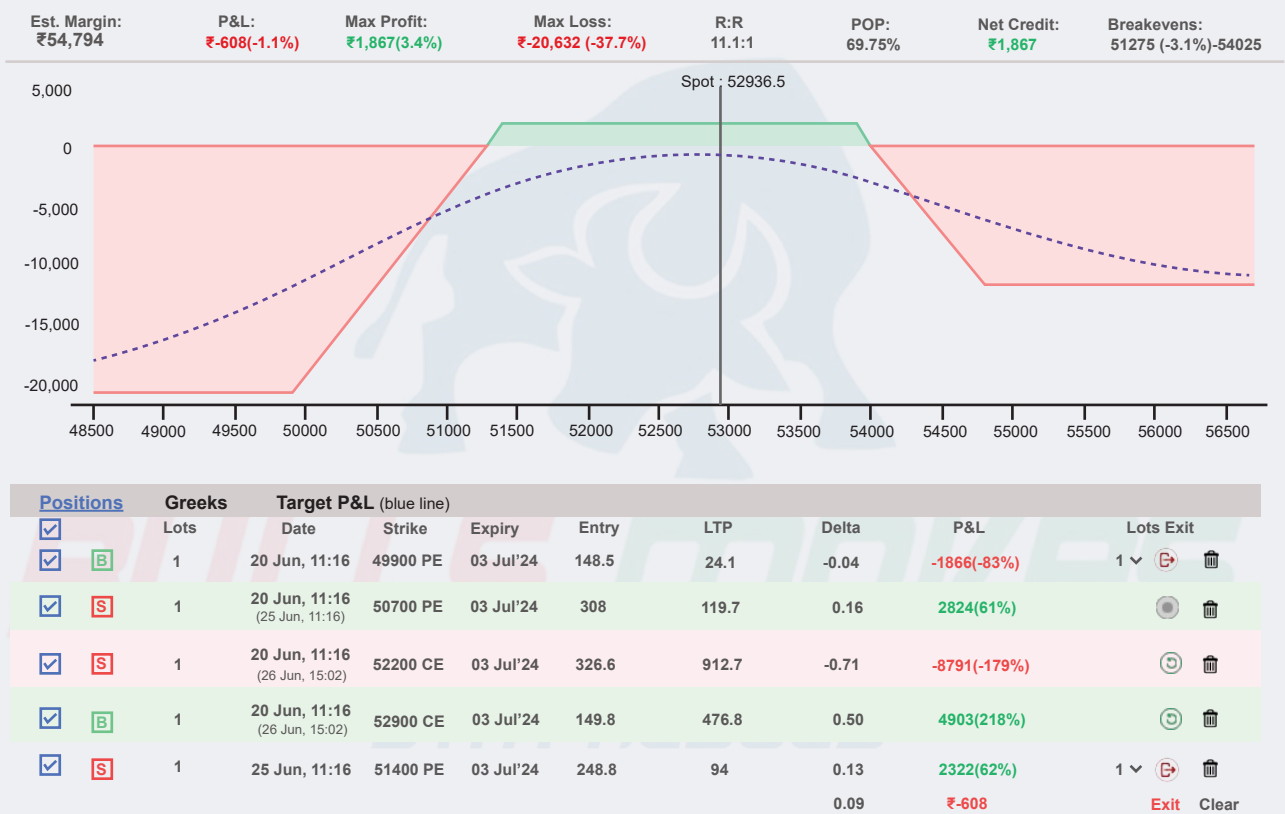 Est. Margin: P&L: Max Profit: Max Loss: R:R POP: Net Credit: Breakevens:
₹54,794 ₹-608(-1.1%) ₹1,867(3.4%) ₹-20,632 (-37.7%) 11.1:1 69.75% ₹1,867 51275 (-3.1%)-54025
Spot : 52936.5
5,000
0
-5,000
-10,000
-15,000
-20,000
48500 49000 49500 50000 50500 51000 51500 52000 52500 53000 53500 54000 54500 55000 55500 56000 56500
Positions Greeks Target P&L (blue line)
Lots Date Strike Expiry Entry LTP Delta P&L Lots Exit
B 1 20 Jun, 11:16 49900 PE 03 Jul'24 148.5 24.1 -0.04 -1866(-83%) 1
S 1 20 Jun, 11:16 50700 PE 03 Jul'24 308 119.7 0.16 2824(61%)
(25 Jun, 11:16)
S 1 20 Jun, 11:16 52200 CE 03 Jul'24 326.6 912.7 -0.71 -8791(-179%)
(26 Jun, 15:02)
B 1 20 Jun, 11:16 52900 CE 03 Jul'24 149.8 476.8 0.50 4903(218%)
(26 Jun, 15:02)
S 1 25 Jun, 11:16 51400 PE 03 Jul'24 248.8 94 0.13 2322(62%) 1
0.09 ₹-608 Exit Clear